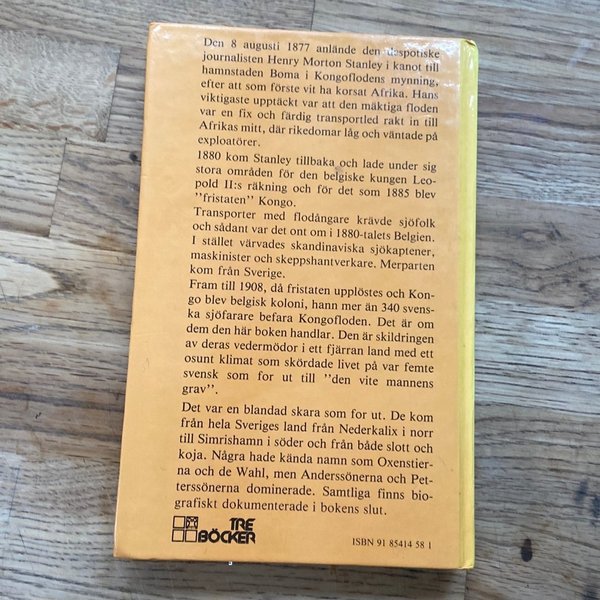 Den 8 augusti 1877 anlände den despotiske
journalisten Henry Morton Stanley i kanot till
hamnstaden Boma i Kongoflodens mynning,
efter att som förste vit ha korsat Afrika. Hans
viktigaste upptäckt var att den mäktiga floden
var en fix och färdig transportled rakt in till
Afrikas mitt, där rikedomar låg och väntade på
exploatörer.
1880 kom Stanley tillbaka och lade under sig
stora områden för den belgiske kungen Leo-
pold II:s räkning och för det som 1885 blev
"fristaten" Kongo.
Transporter med flodångare krävde sjöfolk
och sådant var det ont om i 1880-talets Belgien.
I stället värvades skandinaviska sjökaptener,
maskinister och skeppshantverkare. Merparten
kom från Sverige.
Fram till 1908, då fristaten upplöstes och Kon-
go blev belgisk koloni, hann mer än 340 svens-
ka sjöfarare befara Kongofloden. Det är om
dem den här boken handlar. Den är skildringen
av deras vedermödor i ett fjärran land med ett
osunt klimat som skördade livet på var femte
svensk som for ut till "den vite mannens
grav".
Det var en blandad skara som for ut. De kom
från hela Sveriges land från Nederkalix i norr
till Simrishamn i söder och från både slott och
koja. Några hade kända namn som Oxenstier-
na och de Wahl, men Anderssönerna och Pet-
terssönerna dominerade. Samtliga finns bio-
grafiskt dokumenterade i bokens slut.
TRE
BÖCKER
ISBN 91 85414 58 1